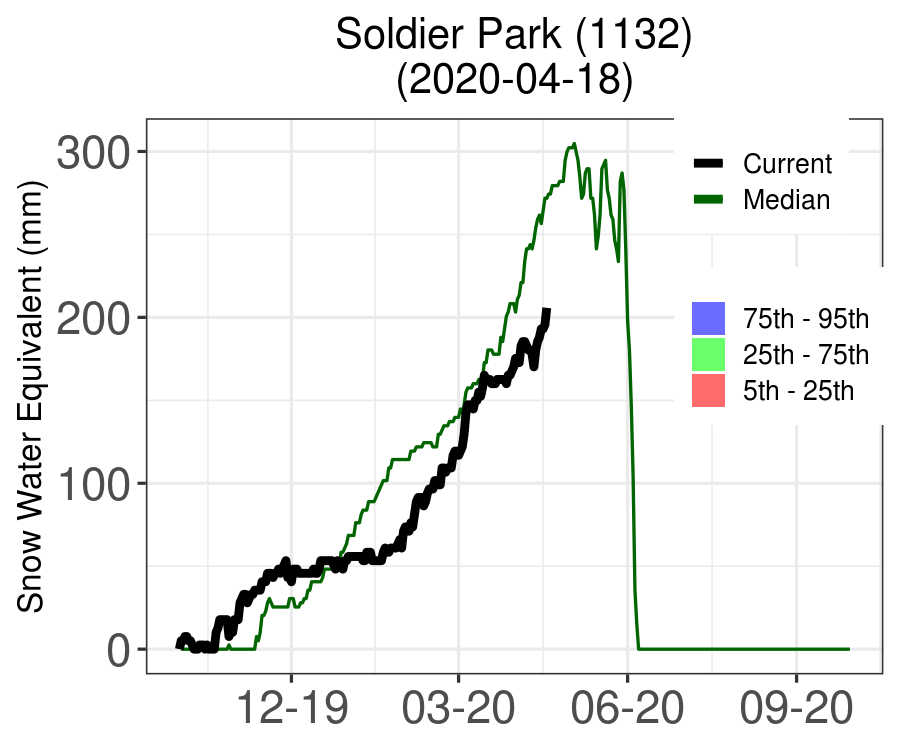 Soldier Park (1132)
(2020-04-18)
Snow Water Equivalent (mm)
300
200
100
0
12-19
03-20
06-20
09-20
Current
Median
75th - 95th
25th - 75th
5th - 25th